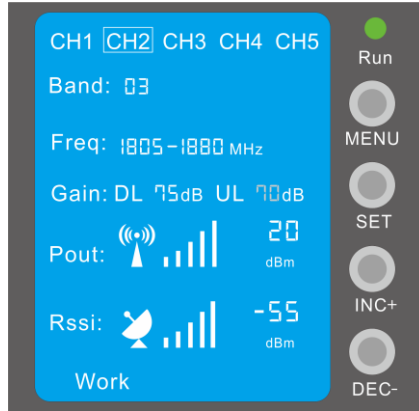 CH1 CH2 CH3 CH4 CH5
Band: 03
Freq: 1805-1880 MHz
Gain: DL 75dB UL 70dB
Pout: 20 dBm
Rssi: -55 dBm
Work
Run
MENU
SET
INC+
DEC-